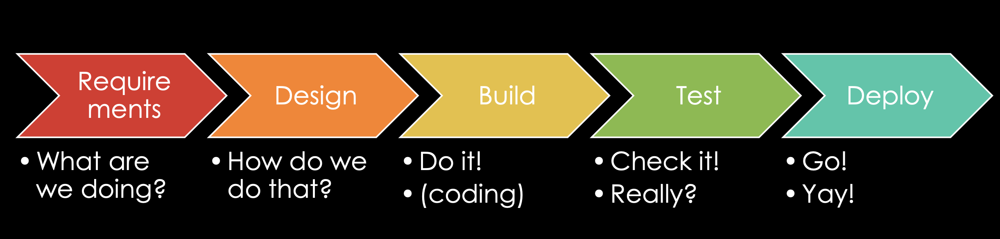 Require
ments
Design
Build
Test
Deploy
• What are
we doing?
• How do we
do that?
• Do it!
• (coding)
• Check it!
• Really?
• Go!
• Yay!